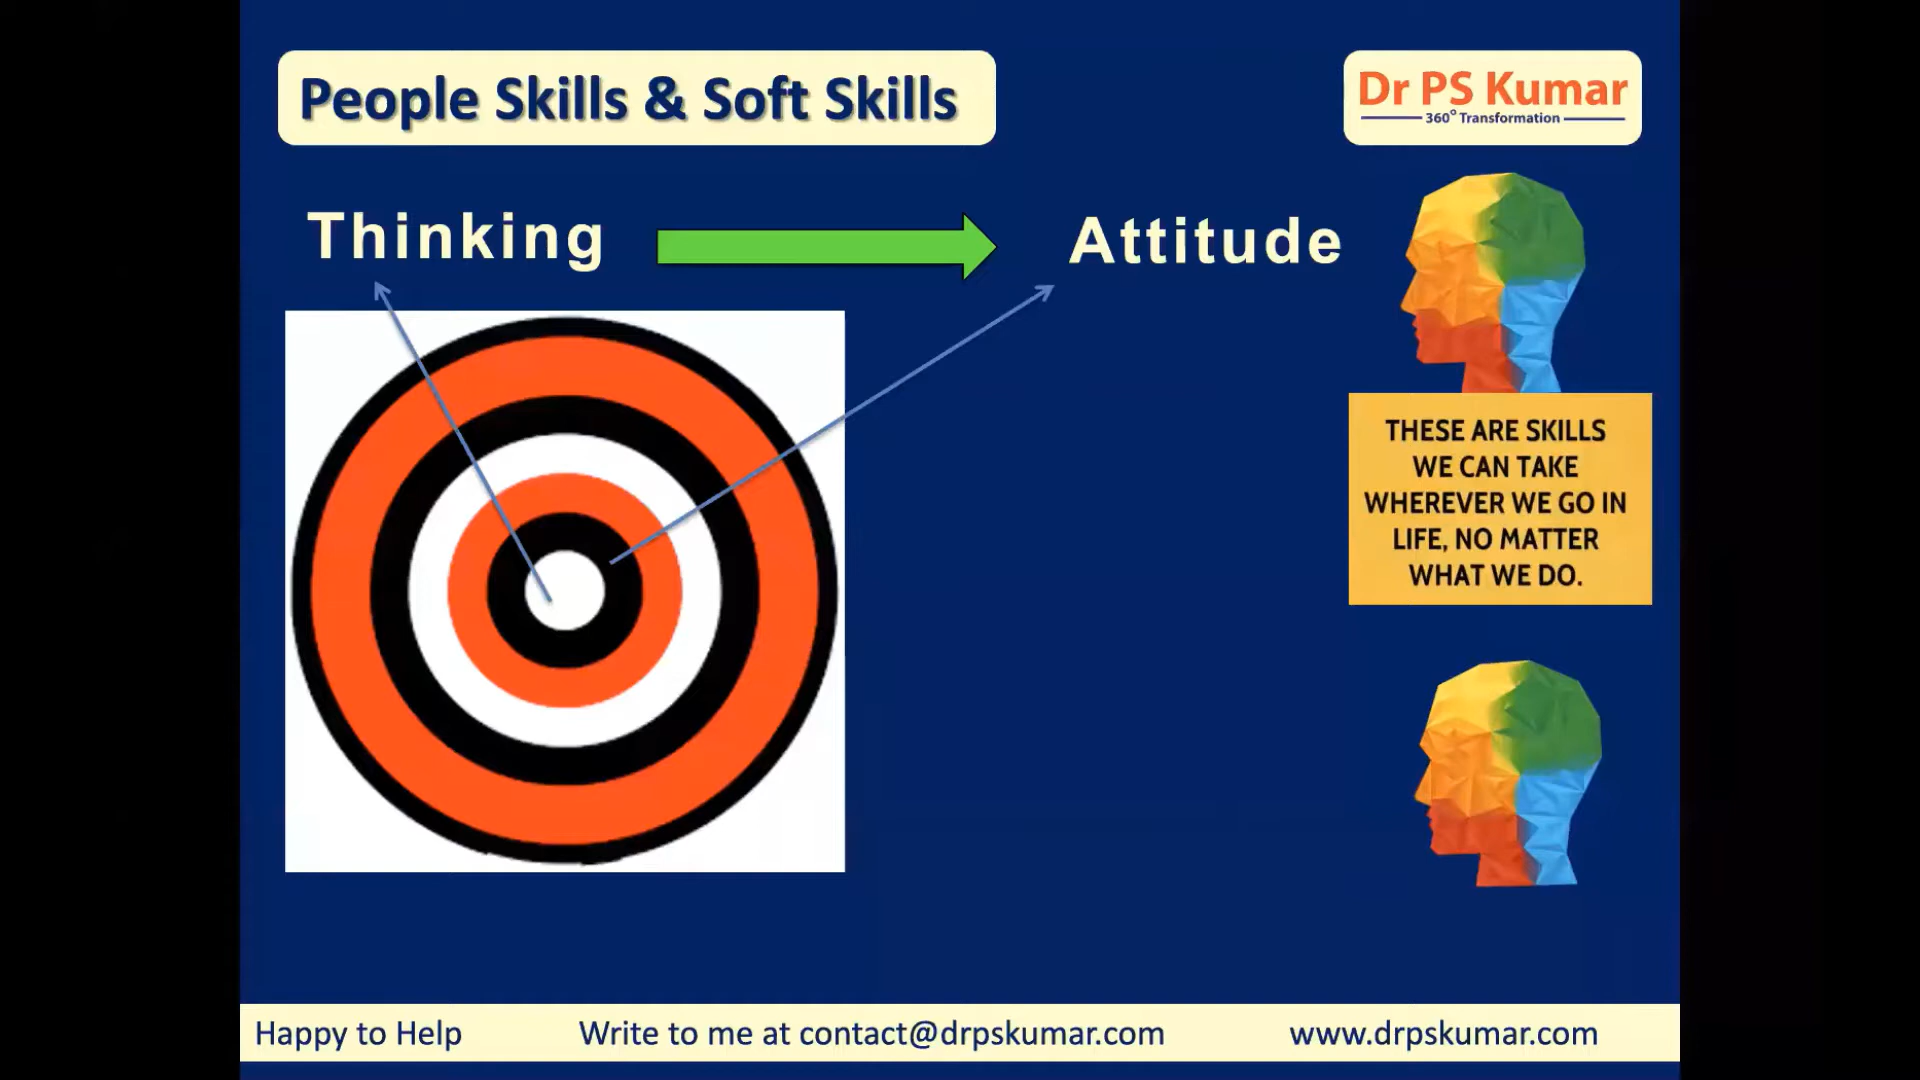 People Skills & Soft Skills
Dr PS Kumar
360° Transformation
Thinking
Attitude
THESE ARE SKILLS
WE CAN TAKE
WHEREVER WE GO IN
LIFE, NO MATTER
WHAT WE DO.
Happy to Help
Write to me at contact@drpskumar.com
www.drpskumar.com